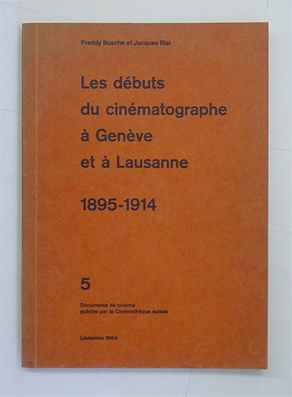 Freddy Buache et Jacques Rial
Les débuts
du cinématographe
à Genève
et à Lausanne
1895-1914
5
Documents de cinéma
publiés par la Cinémathèque suisse
Lausanne 1964